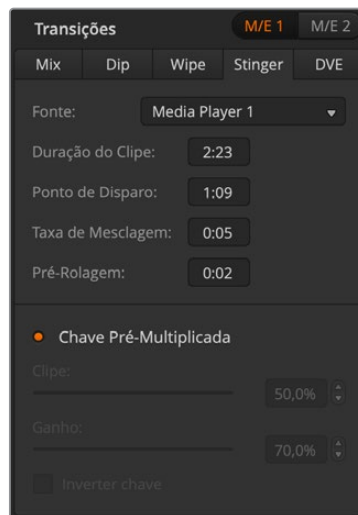 Transições M/E 1 M/E 2
Mix Dip Wipe Stinger DVE
Fonte: Media Player 1
Duração do Clipe: 2:23
Ponto de Disparo: 1:09
Taxa de Mesclagem: 0:05
Pré-Rolagem: 0:02
Chave Pré-Multiplicada
Clipe:
50,0%
Ganho:
70,0%
Inverter chave